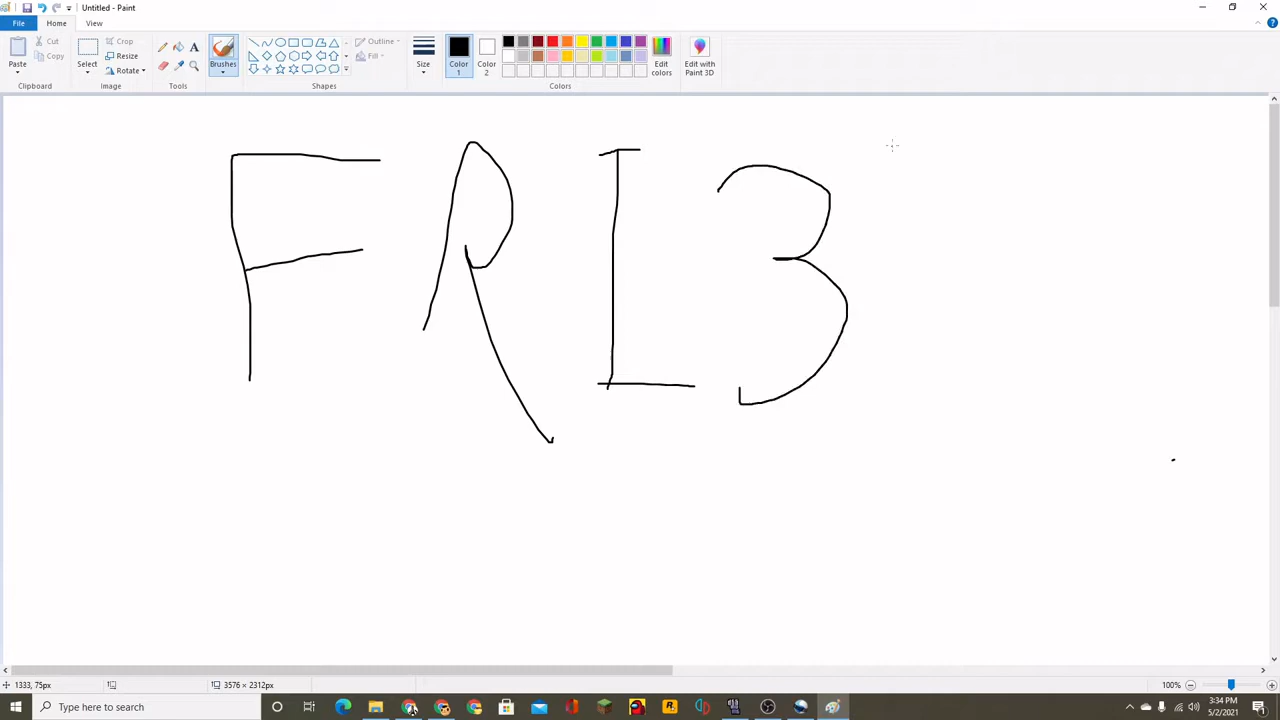 Untitled - Paint
File
Home
View
Paste
Cut
Copy
Clipboard
Select
Crop
Resize
Rotate
Image
Tools
Brushes
Outline
Fill
Shapes
Size
Color 1
Color 2
Edit colors
Edit with Paint 3D
Colors
FRI3
1333, 75px
3576 × 2312px
100%
Type here to search
3:34 PM
5/2/2021